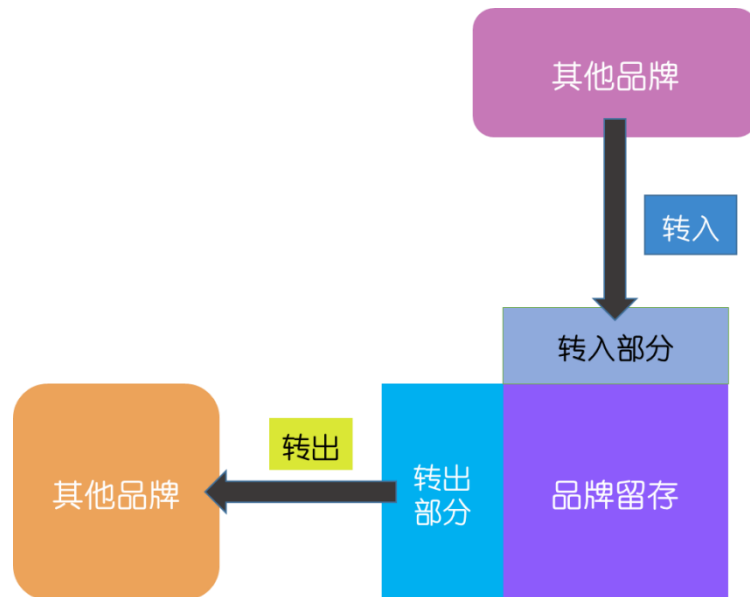 其他品牌
转入
转入部分
转出
其他品牌
转出
部分
品牌留存